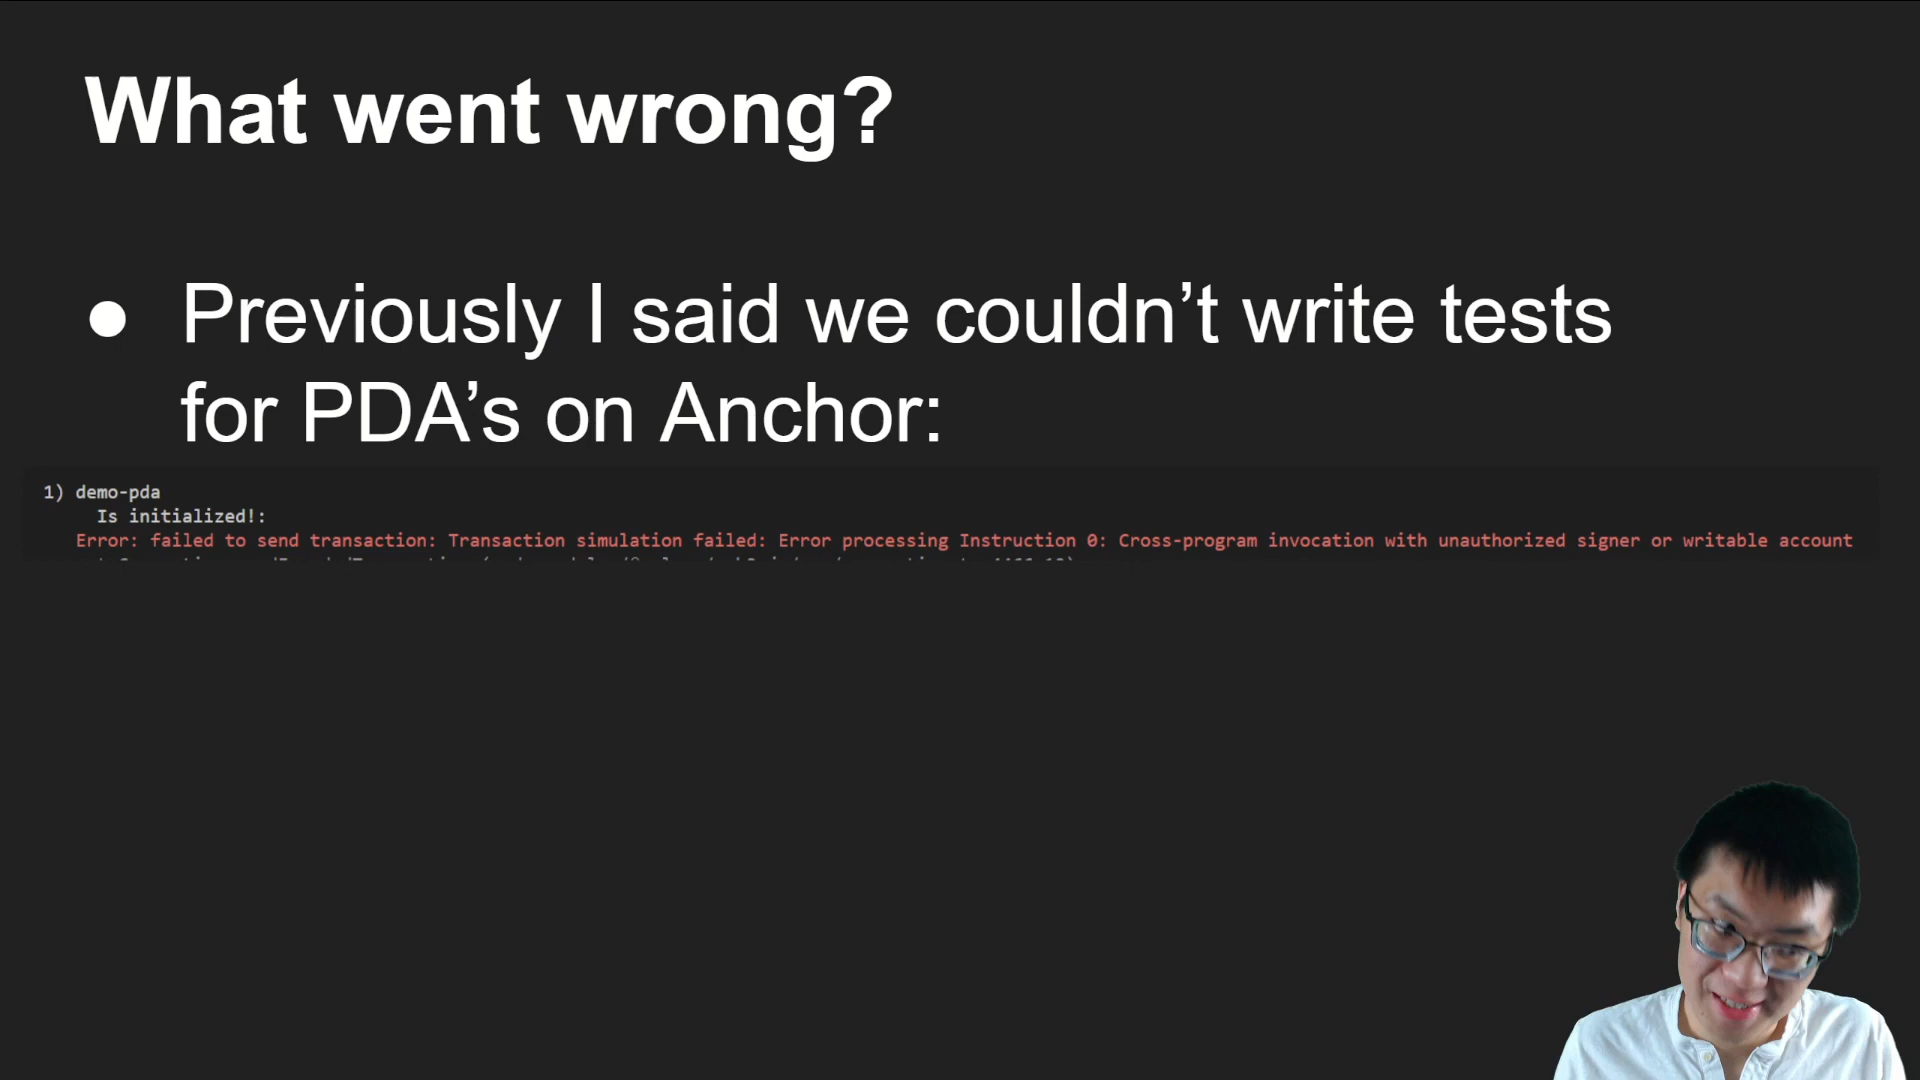 What went wrong?
● Previously I said we couldn’t write tests
for PDA’s on Anchor:
1) demo-pda
Is initialized!:
Error: failed to send transaction: Transaction simulation failed: Error processing Instruction 0: Cross-program invocation with unauthorized signer or writable account